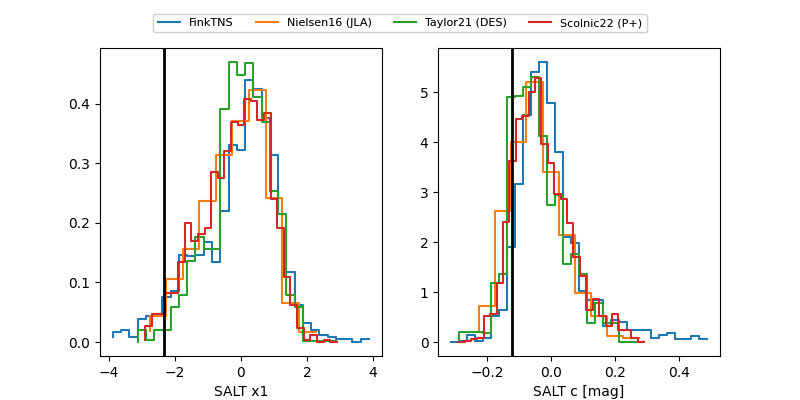 FinkTNS Nielsen16 (JLA) Taylor21 (DES) Scolnic22 (P+)
0.4
0.3
0.2
0.1
0.0
−4 −2 0 2 4
SALT x1
5
4
3
2
1
0
−0.2 0.0 0.2 0.4
SALT c [mag]